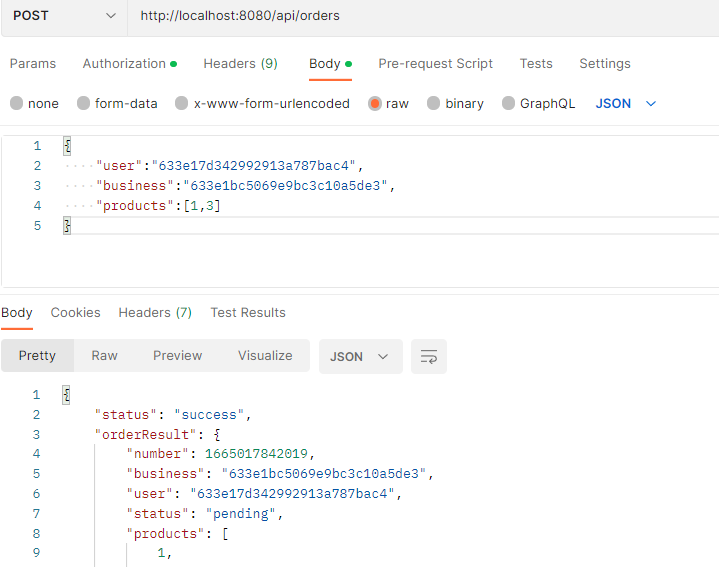 POST http://localhost:8080/api/orders
Params Authorization Headers (9) Body Pre-request Script Tests Settings
none form-data x-www-form-urlencoded raw binary GraphQL JSON
1 {
2 "user":"633e17d342992913a787bac4",
3 "business":"633e1bc5069e9bc3c10a5de3",
4 "products":[1,3]
5 }
Body Cookies Headers (7) Test Results
Pretty Raw Preview Visualize JSON
1 {
2 "status": "success",
3 "orderResult": {
4 "number": 1665017842019,
5 "business": "633e1bc5069e9bc3c10a5de3",
6 "user": "633e17d342992913a787bac4",
7 "status": "pending",
8 "products": [
9 1,